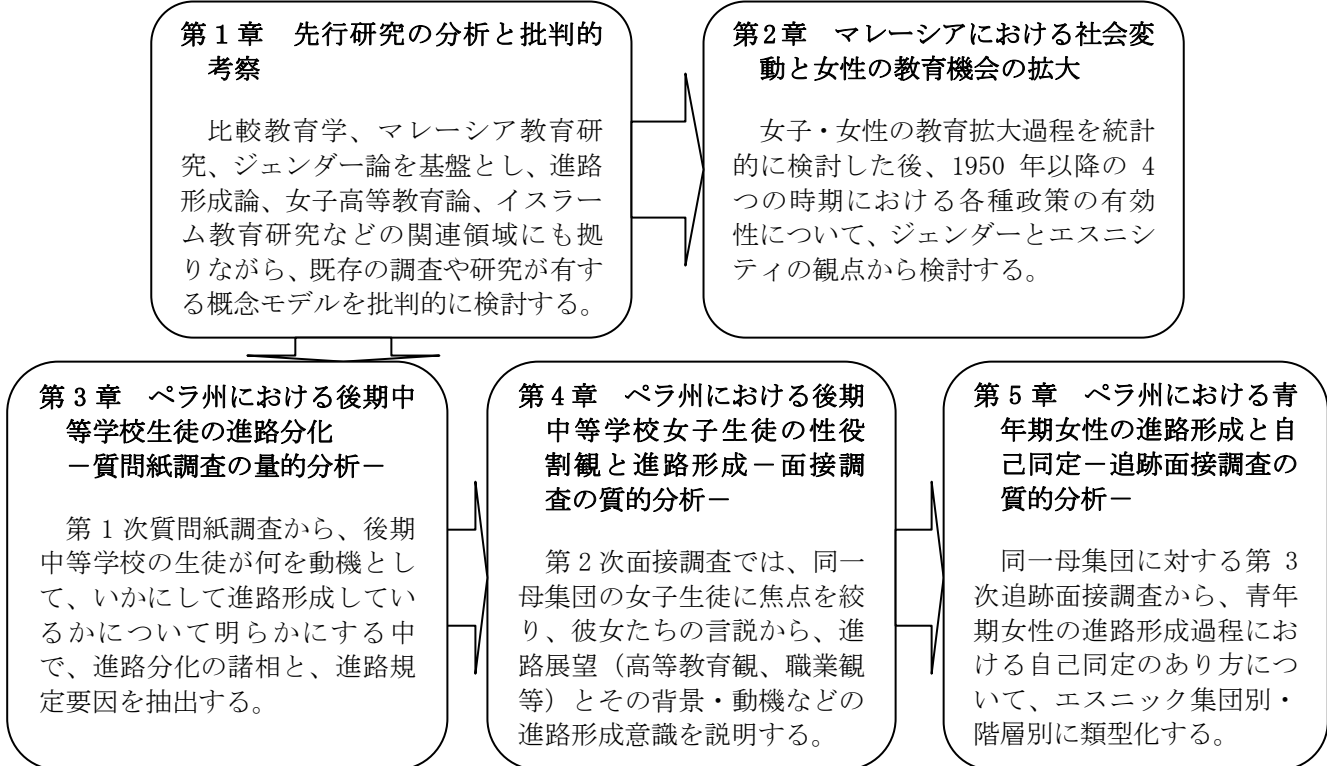 第1章 先行研究の分析と批判的
考察
比較教育学、マレーシア教育研
究、ジェンダー論を基盤とし、進路
形成論、女子高等教育論、イスラー
ム教育研究などの関連領域にも拠
りながら、既存の調査や研究が有す
る概念モデルを批判的に検討する。
第2章 マレーシアにおける社会変
動と女性の教育機会の拡大
女子・女性の教育拡大過程を統計
的に検討した後、1950 年以降の 4
つの時期における各種政策の有効
性について、ジェンダーとエスニシ
ティの観点から検討する。
第3章 ペラ州における後期中
等学校生徒の進路分化
－質問紙調査の量的分析－
第1次質問紙調査から、後期
中等学校の生徒が何を動機とし
て、いかにして進路形成してい
るかについて明らかにする中
で、進路分化の諸相と、進路規
定要因を抽出する。
第4章 ペラ州における後期
中等学校女子生徒の性役
割観と進路形成－面接調
査の質的分析－
第2次面接調査では、同一
母集団の女子生徒に焦点を絞
り、彼女たちの言説から、進
路展望（高等教育観、職業観
等）とその背景・動機などの
進路形成意識を説明する。
第5章 ペラ州における青
年期女性の進路形成と自
己同定－追跡面接調査の
質的分析－
同一母集団に対する第 3
次追跡面接調査から、青年
期女性の進路形成過程にお
ける自己同定のあり方につ
いて、エスニック集団別・
階層別に類型化する。